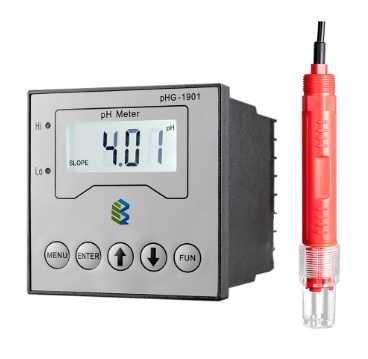 pHG-1901
pH Meter
Hi
pH
4.01
SLOPE
Lo
MENU ENTER FUN